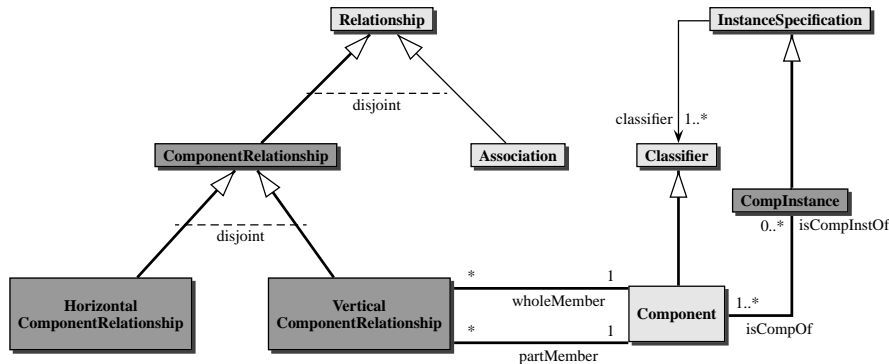 Relationship
InstanceSpecification
disjoint
classifier 1..*
ComponentRelationship
Association
Classifier
CompInstance
0..* isCompInstOf
disjoint
Horizontal
ComponentRelationship
Vertical
ComponentRelationship
* 1
wholeMember
* 1
partMember
Component
1..*
isCompOf